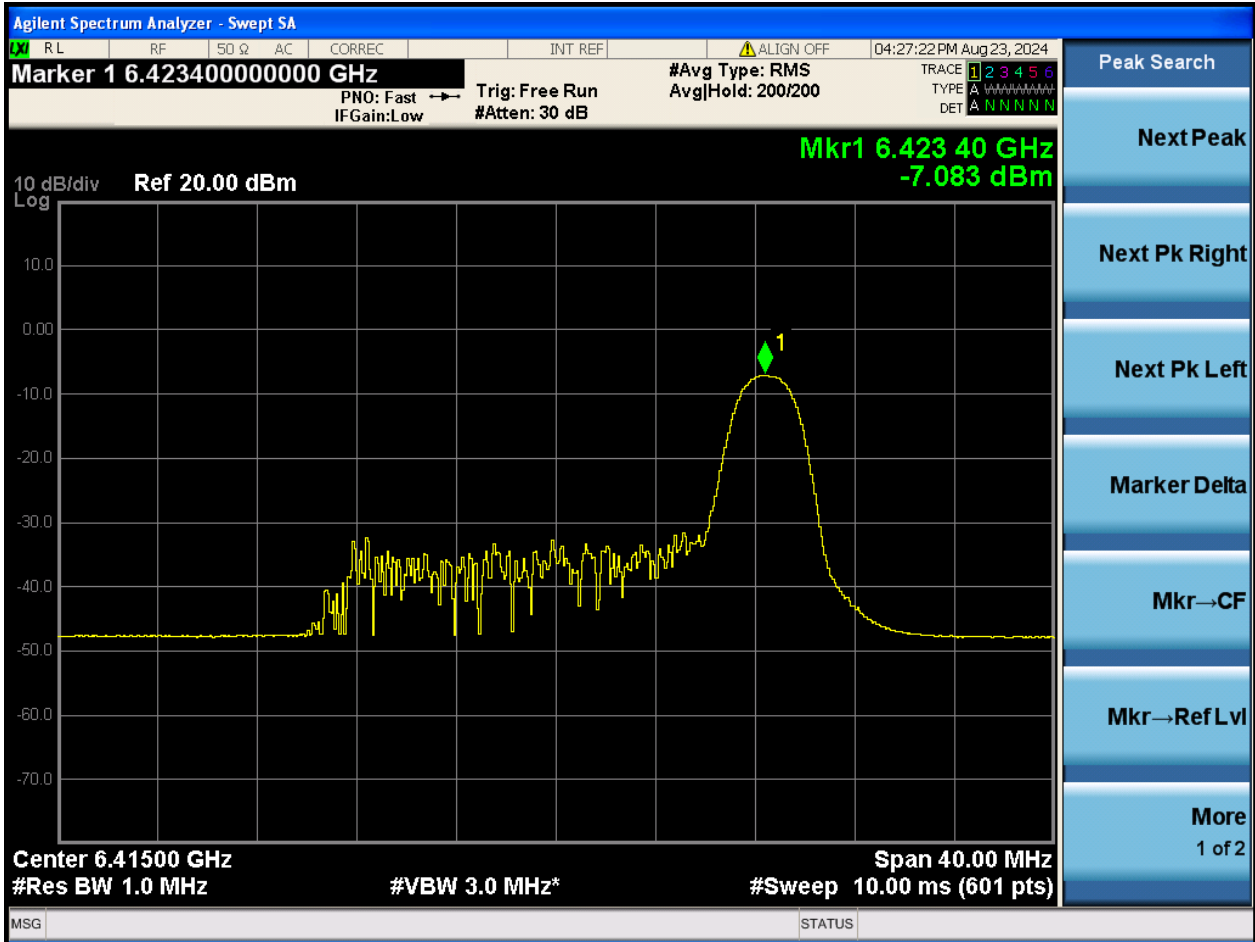 Agilent Spectrum Analyzer - Swept SA
LXI RL RF 50 Ω AC CORREC INT REF ALIGN OFF 04:27:22 PM Aug 23, 2024
Marker 1 6.423400000000 GHz
PNO: Fast
IFGain:Low
Trig: Free Run
#Atten: 30 dB
#Avg Type: RMS
Avg|Hold: 200/200
TRACE 1 2 3 4 5 6
TYPE A WWWWW
DET A N N N N N
Peak Search
Mkr1 6.423 40 GHz
-7.083 dBm
10 dB/div Ref 20.00 dBm
Log
10.0
0.00
-10.0
-20.0
-30.0
-40.0
-50.0
-60.0
-70.0
1
Center 6.41500 GHz Span 40.00 MHz
#Res BW 1.0 MHz #VBW 3.0 MHz* #Sweep 10.00 ms (601 pts)
Next Peak
Next Pk Right
Next Pk Left
Marker Delta
Mkr→CF
Mkr→Ref Lvl
More
1 of 2
MSG STATUS